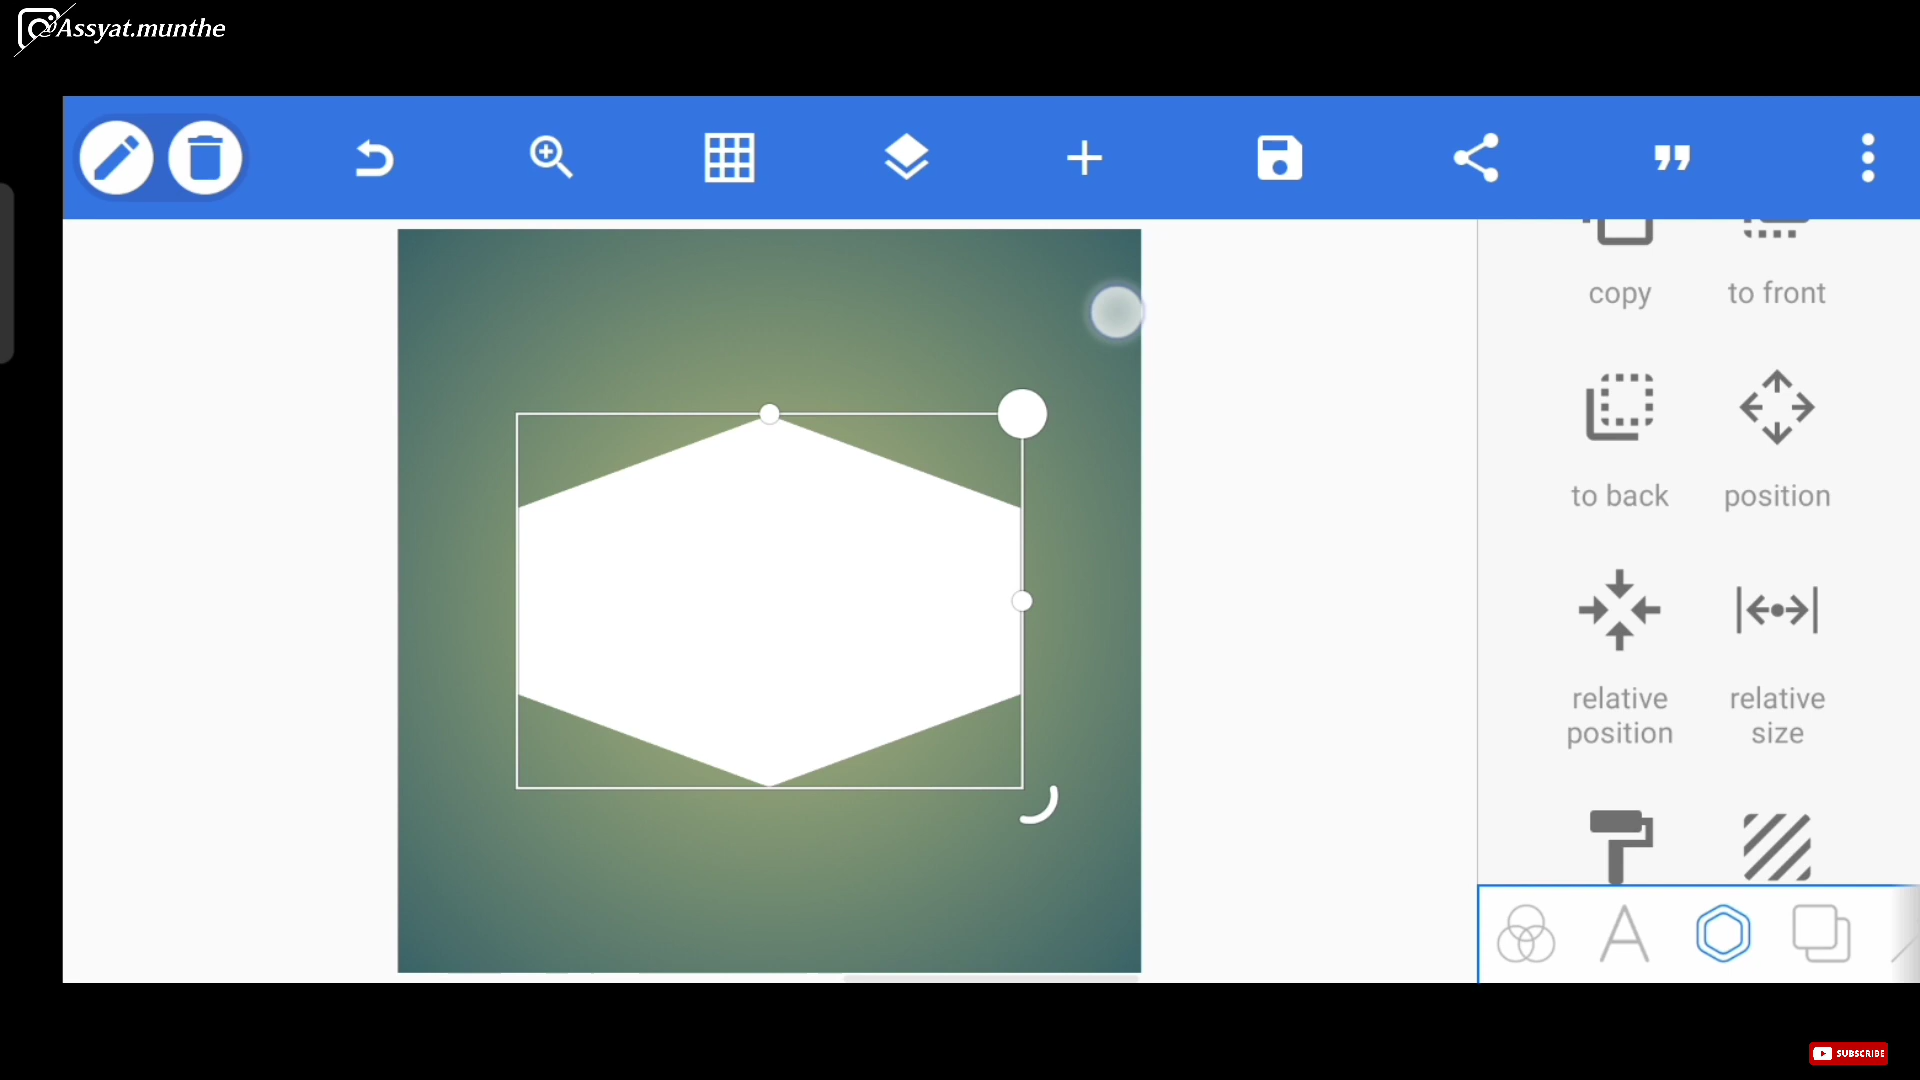 @Assyat.munthe
copy
to front
to back
position
relative
position
relative
size
SUBSCRIBE